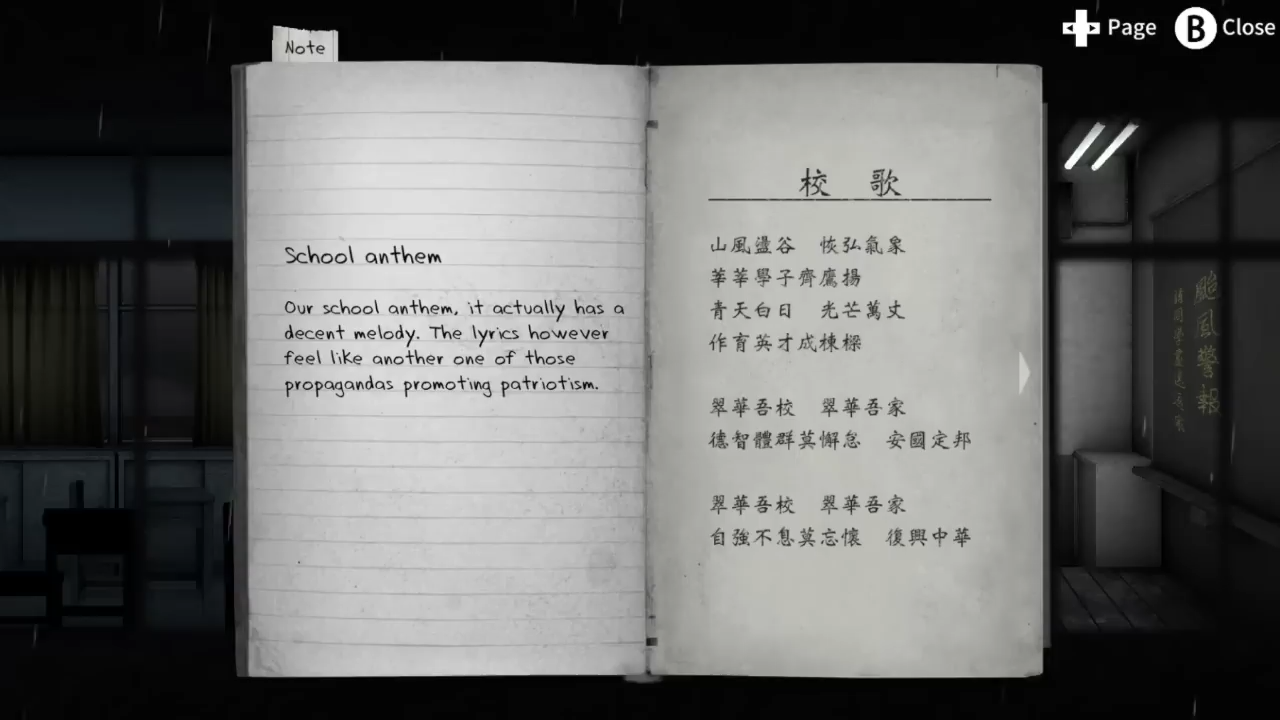 Page
Close
Note
School anthem
Our school anthem, it actually has a
decent melody. The lyrics however
feel like another one of those
propagandas promoting patriotism.
校 歌
山風盪谷 恢弘氣象
莘莘學子齊鷹揚
青天白日 光芒萬丈
作育英才成棟樑
翠華吾校 翠華吾家
德智體群莫懈怠 安國定邦
翠華吾校 翠華吾家
自強不息莫忘懷 復興中華
颱風警報
B